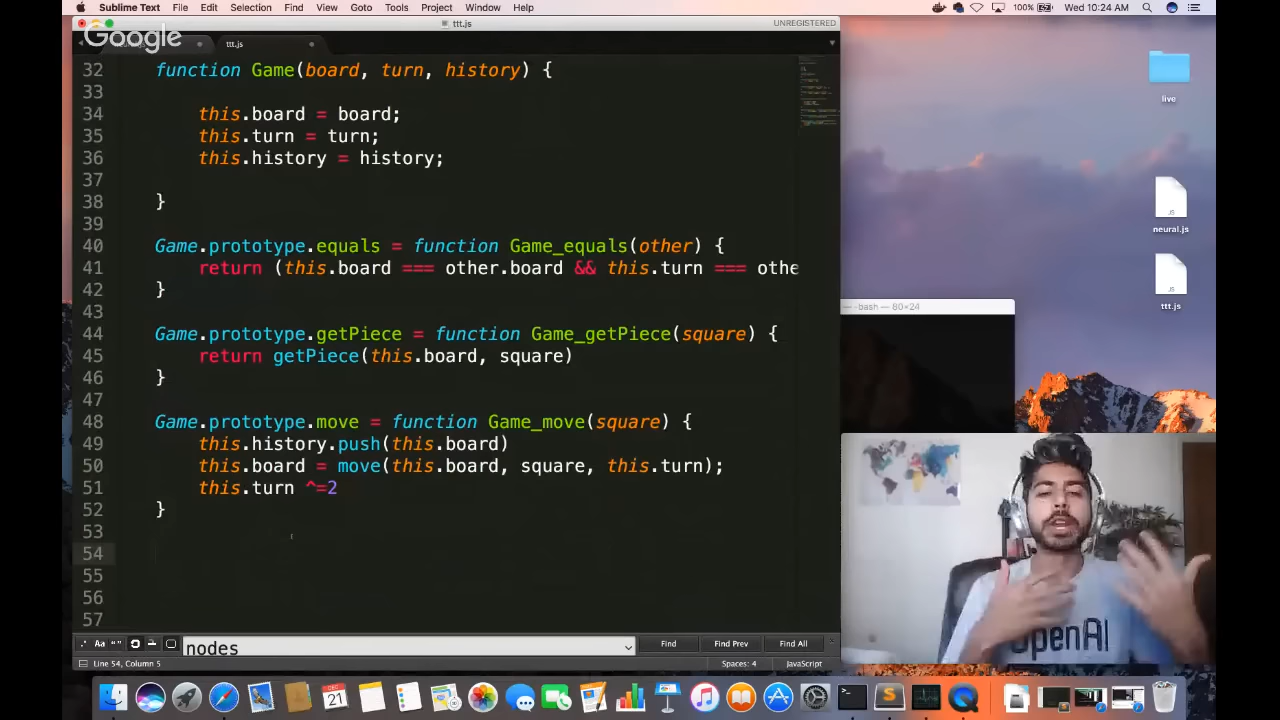 Sublime Text File Edit Selection Find View Goto Tools Project Window Help 100% Wed 10:24 AM
ttt.js UNREGISTERED
Google
ttt.js
32 function Game(board, turn, history) {
33
34 this.board = board;
35 this.turn = turn;
36 this.history = history;
37
38 }
39
40 Game.prototype.equals = function Game_equals(other) {
41 return (this.board === other.board && this.turn === othe
42 }
43
44 Game.prototype.getPiece = function Game_getPiece(square) {
45 return getPiece(this.board, square)
46 }
47
48 Game.prototype.move = function Game_move(square) {
49 this.history.push(this.board)
50 this.board = move(this.board, square, this.turn);
51 this.turn ^=2
52 }
53
54
55
56
57
.* Aa "" nodes Find Find Prev Find All
Line 54, Column 5 Spaces: 4 JavaScript
live
JS
neural.js
JS
ttt.js
— -bash — 80×24
OpenAI
DEC
21